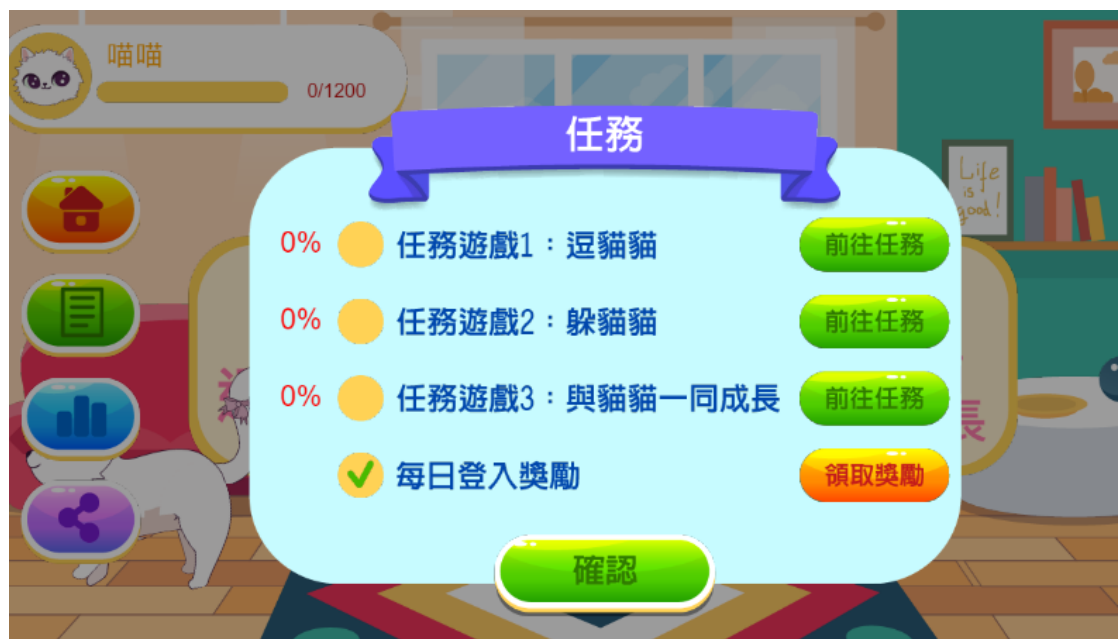 喵喵
0/1200
任務
Life
is
good!
0% 任務遊戲1：逗貓貓 前往任務
0% 任務遊戲2：躲貓貓 前往任務
0% 任務遊戲3：與貓貓一同成長 前往任務
長
每日登入獎勵 領取獎勵
確認